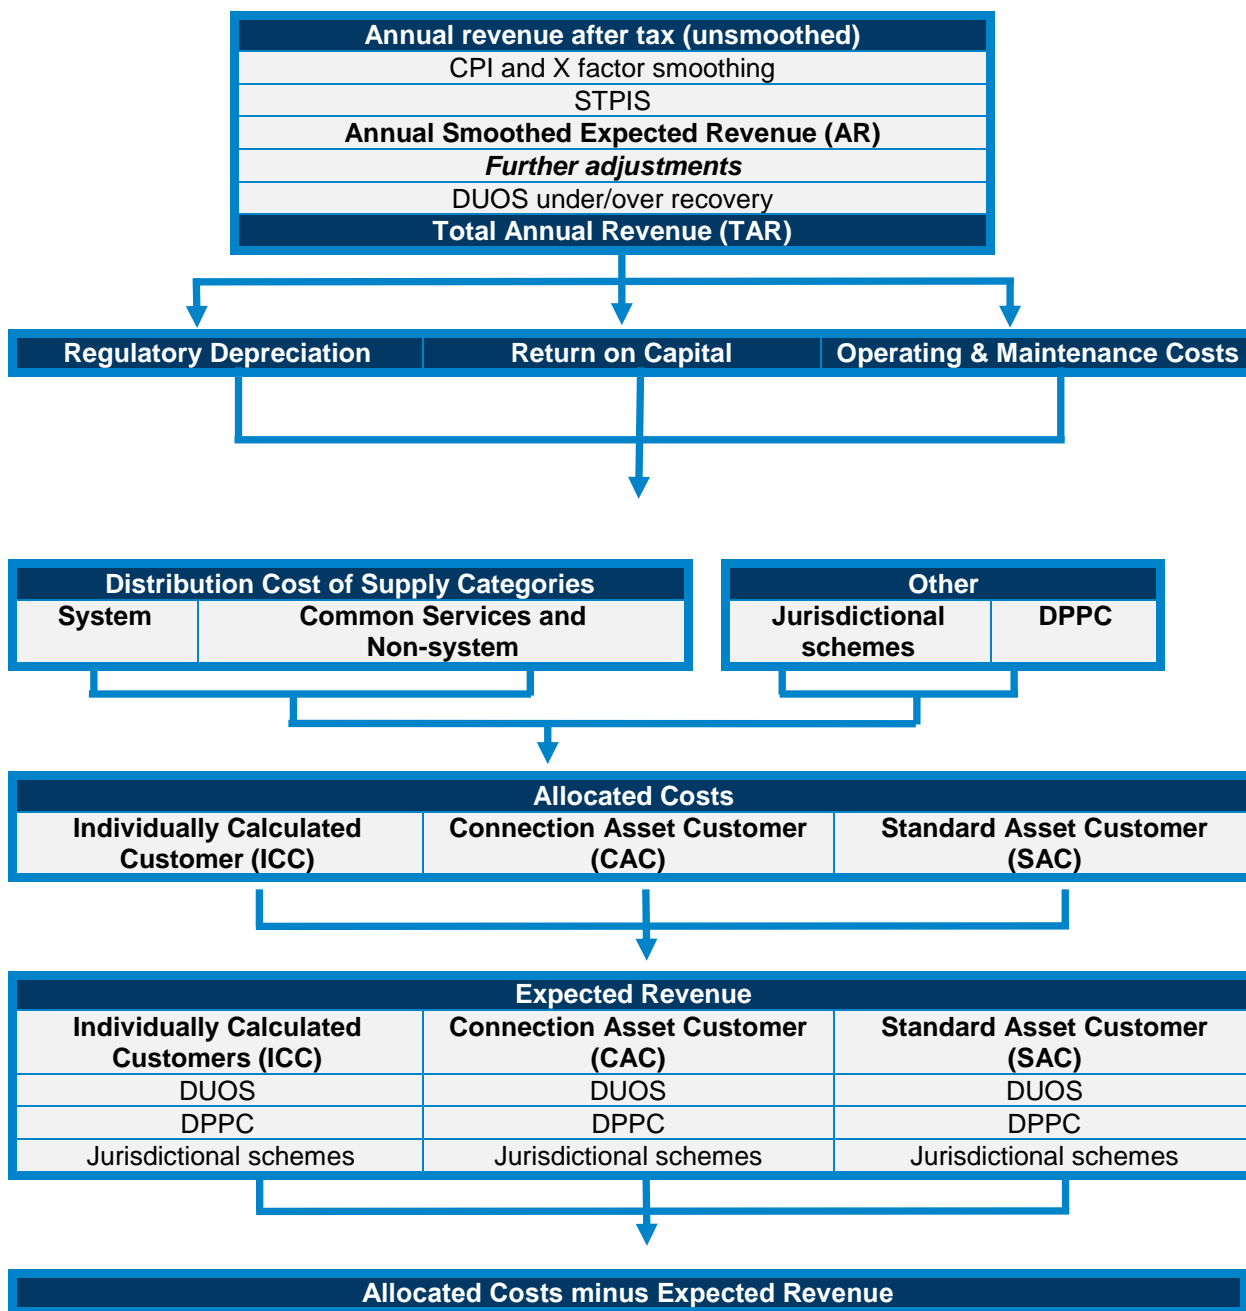 Annual revenue after tax (unsmoothed)
CPI and X factor smoothing
STPIS
Annual Smoothed Expected Revenue (AR)
Further adjustments
DUOS under/over recovery
Total Annual Revenue (TAR)
Regulatory Depreciation
Return on Capital
Operating & Maintenance Costs
Distribution Cost of Supply Categories
System
Common Services and
Non-system
Other
Jurisdictional
schemes
DPPC
Allocated Costs
Individually Calculated
Customer (ICC)
Connection Asset Customer
(CAC)
Standard Asset Customer
(SAC)
Expected Revenue
Individually Calculated
Customers (ICC)
Connection Asset Customer
(CAC)
Standard Asset Customer
(SAC)
DUOS
DUOS
DUOS
DPPC
DPPC
DPPC
Jurisdictional schemes
Jurisdictional schemes
Jurisdictional schemes
Allocated Costs minus Expected Revenue